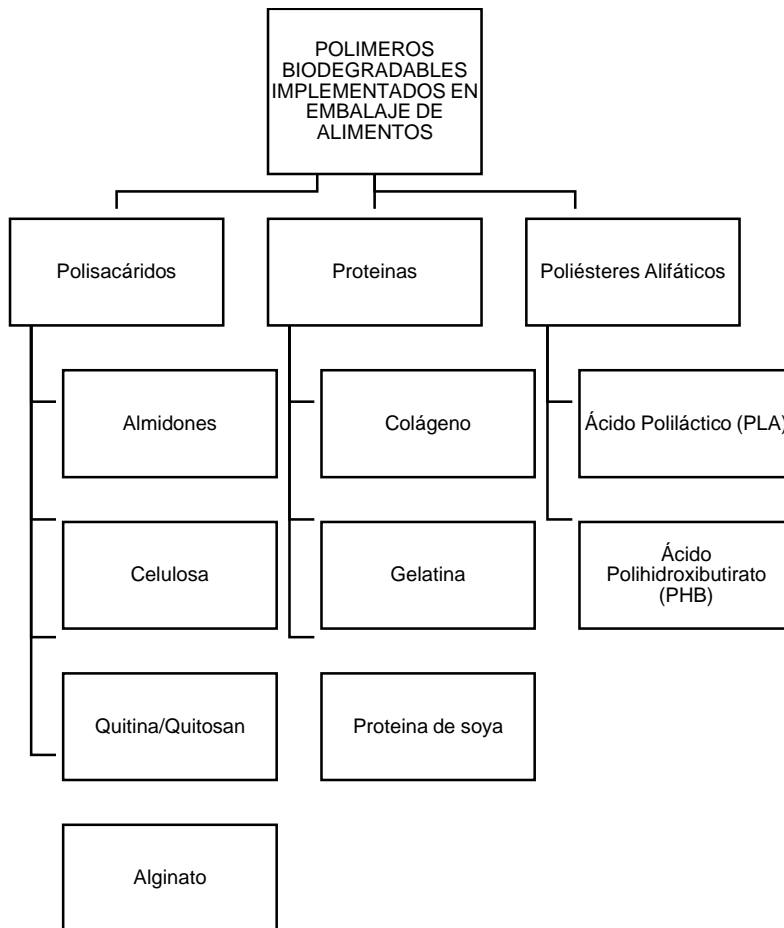 POLIMEROS
BIODEGRADABLES
IMPLEMENTADOS EN
EMBALAJE DE
ALIMENTOS
Polisacáridos
Proteinas
Poliésteres Alifáticos
Almidones
Colágeno
Ácido Poliláctico (PLA)
Celulosa
Gelatina
Ácido
Polihidroxibutirato
(PHB)
Quitina/Quitosan
Proteina de soya
Alginato